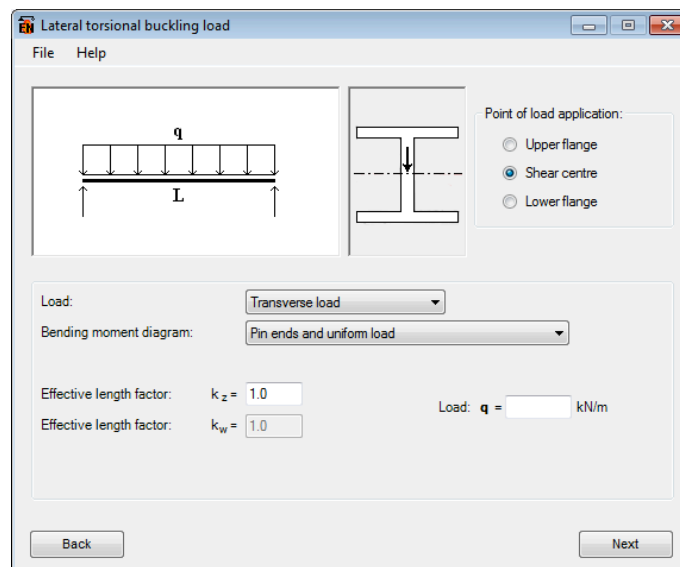 EN Lateral torsional buckling load
File Help
q
L
Point of load application:
Upper flange
Shear centre
Lower flange
Load: Transverse load
Bending moment diagram: Pin ends and uniform load
Effective length factor: k z = 1.0
Load: q = kN/m
Effective length factor: k w = 1.0
Back Next